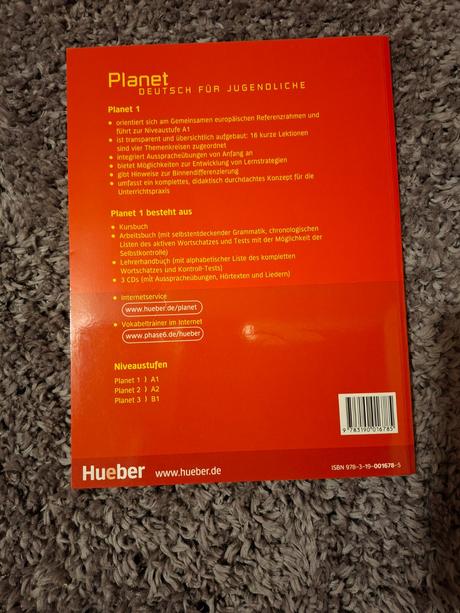 Planet
DEUTSCH FÜR JUGENDLICHE
Planet 1
• orientiert sich am Gemeinsamen europäischen Referenzrahmen und
führt zur Niveaustufe A1
• ist transparent und übersichtlich aufgebaut: 16 kurze Lektionen
sind vier Themenkreisen zugeordnet
• integriert Ausspracheübungen von Anfang an
• bietet Möglichkeiten zur Entwicklung von Lernstrategien
• gibt Hinweise zur Binnendifferenzierung
• umfasst ein komplettes, didaktisch durchdachtes Konzept für die
Unterrichtspraxis
Planet 1 besteht aus
• Kursbuch
• Arbeitsbuch (mit selbstentdeckender Grammatik, chronologischen
Listen des aktiven Wortschatzes und Tests mit der Möglichkeit der
Selbstkontrolle)
• Lehrerhandbuch (mit alphabetischer Liste des kompletten
Wortschatzes und Kontroll-Tests)
• 3 CDs (mit Ausspracheübungen, Hörtexten und Liedern)
• Internetservice
www.hueber.de/planet
• Vokabeltrainer im Internet
www.phase6.de/hueber
Niveaustufen
Planet 1 ) A1
Planet 2 ) A2
Planet 3 ) B1
9 783190 016785
Hueber www.hueber.de
ISBN 978-3-19-001678-5